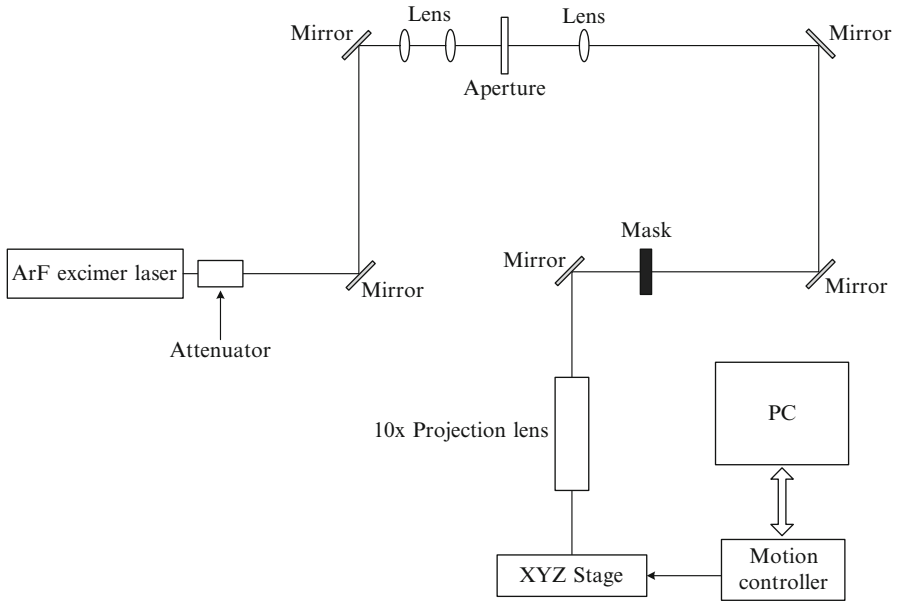 Lens
Lens
Mirror
Mirror
Aperture
Mask
ArF excimer laser
Mirror
Mirror
Mirror
Attenuator
PC
10x Projection lens
XYZ Stage
Motion
controller